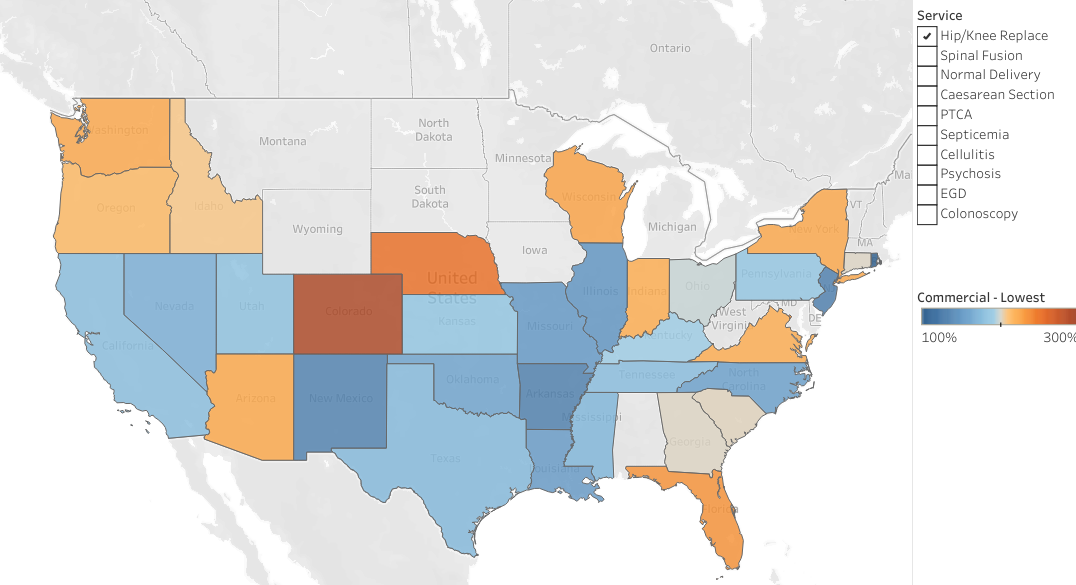 Ontario
Washington
Montana
North
Dakota
Minnesota
Ma
Oregon
Idaho
South
Dakota
Wisconsin
VT
Wyoming
Michigan
New York
Iowa
MA
United
States
Nevada
Utah
Colorado
Kansas
Illinois
Indiana
Ohio
Pennsylvania
MD
DE
West
Virginia
California
Missouri
Kentucky
Arizona
New Mexico
Oklahoma
Arkansas
Tennessee
North
Carolina
Mississippi
Georgia
Texas
Louisiana
Florida
Service
✔ Hip/Knee Replace
Spinal Fusion
Normal Delivery
Caesarean Section
PTCA
Septicemia
Cellulitis
Psychosis
EGD
Colonoscopy
Commercial - Lowest
100% 300%